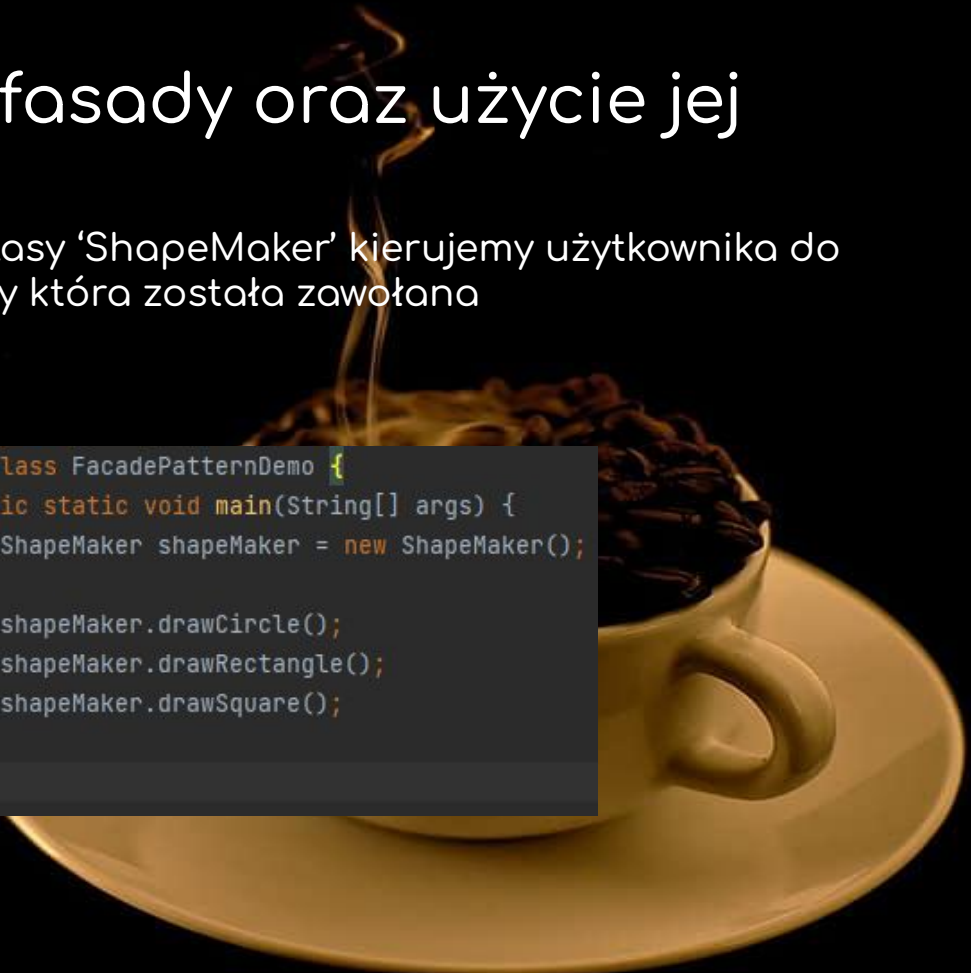 fasady oraz użycie jej
asy ‘ShapeMaker’ kierujemy użytkownika do
y która została zawołana
lass FacadePatternDemo {
ic static void main(String[] args) {
ShapeMaker shapeMaker = new ShapeMaker();
shapeMaker.drawCircle();
shapeMaker.drawRectangle();
shapeMaker.drawSquare();